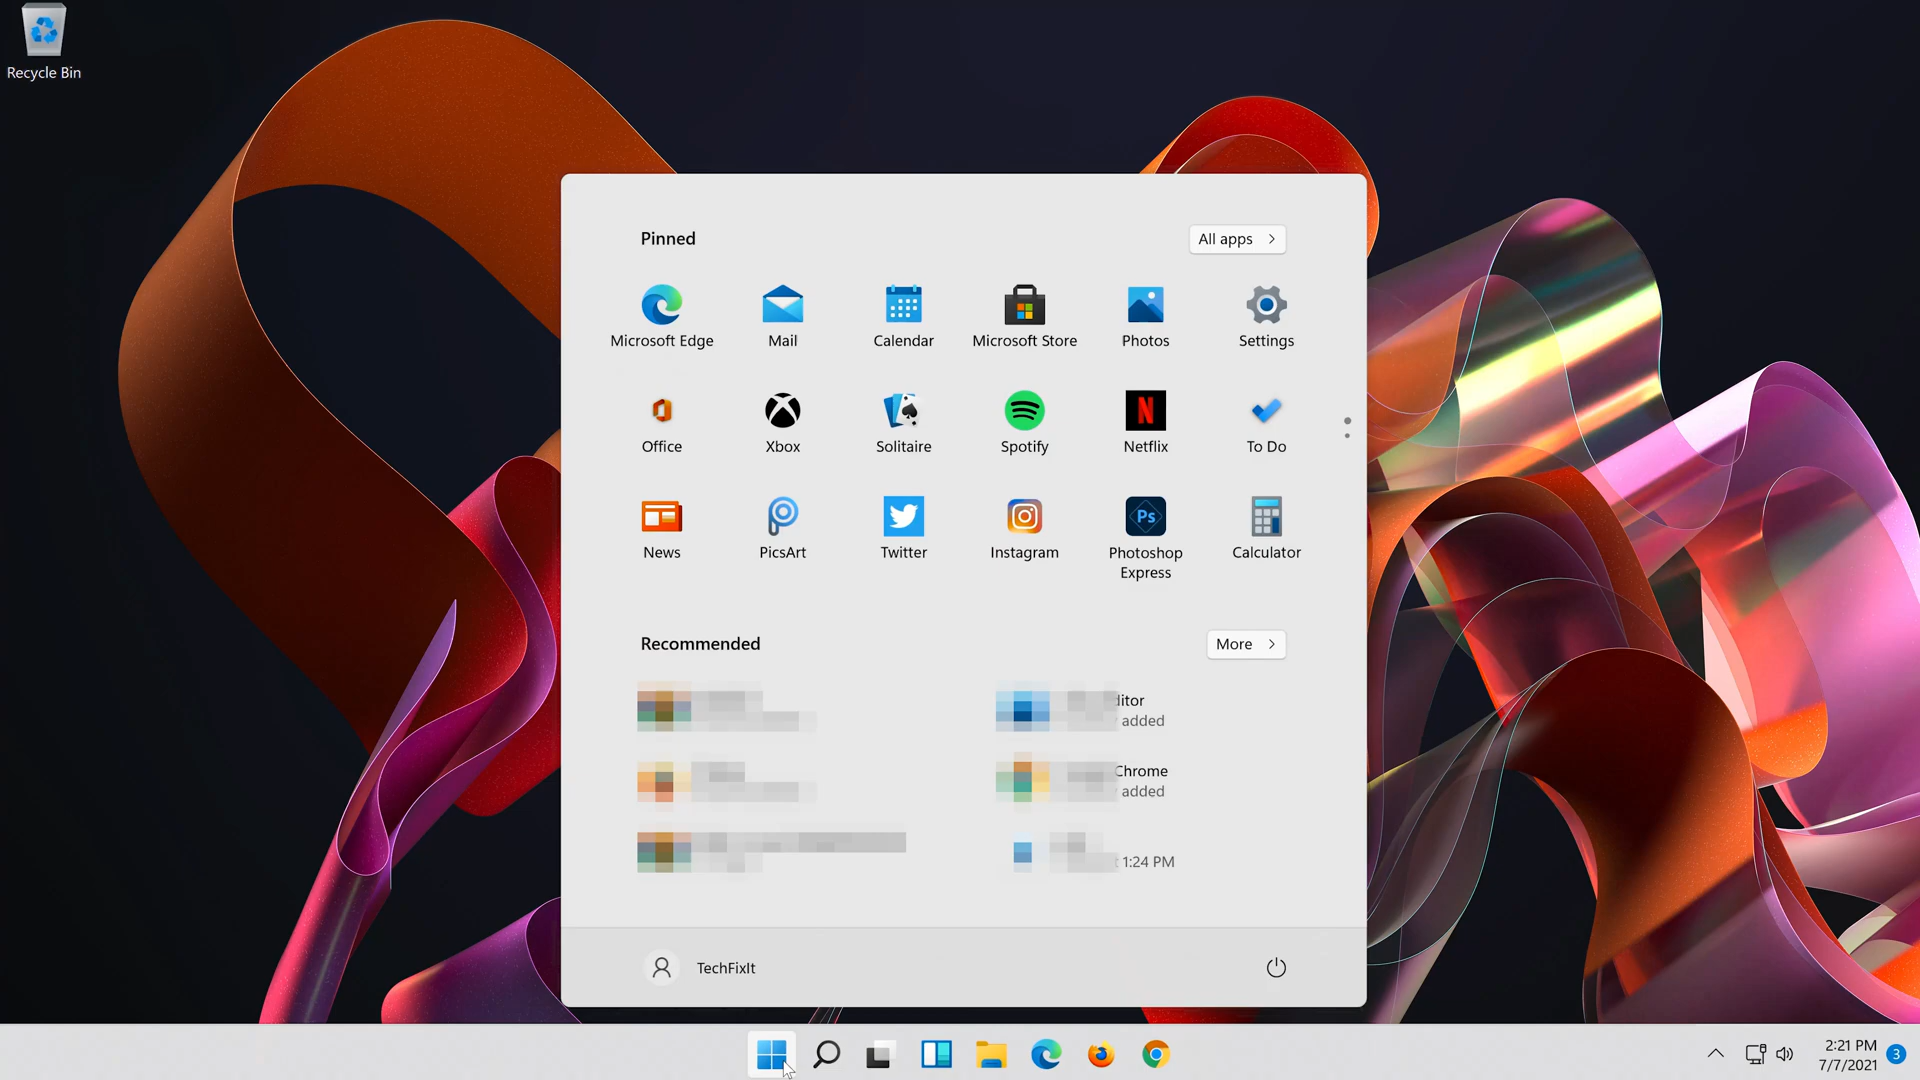 Recycle Bin
Pinned
All apps
Microsoft Edge
Mail
Calendar
Microsoft Store
Photos
Settings
Office
Xbox
Solitaire
Spotify
Netflix
To Do
News
PicsArt
Twitter
Instagram
Ps
Photoshop
Express
Calculator
Recommended
More
added
Chrome
added
1:24 PM
TechFixIt
2:21 PM
7/7/2021
3